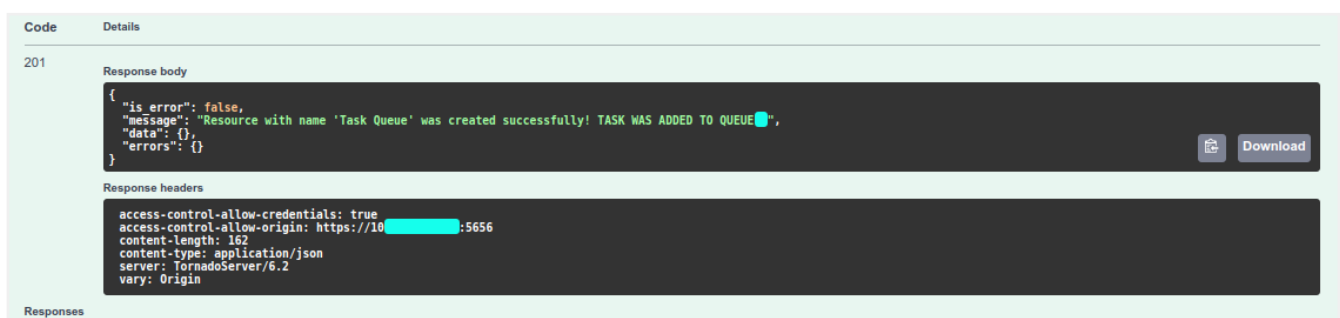 Code Details
201
Response body
{
"is_error": false,
"message": "Resource with name 'Task Queue' was created successfully! TASK WAS ADDED TO QUEUE ",
"data": {},
"errors": {}
}
Download
Response headers
access-control-allow-credentials: true
access-control-allow-origin: https://10 :5656
content-length: 162
content-type: application/json
server: TornadoServer/6.2
vary: Origin
Responses